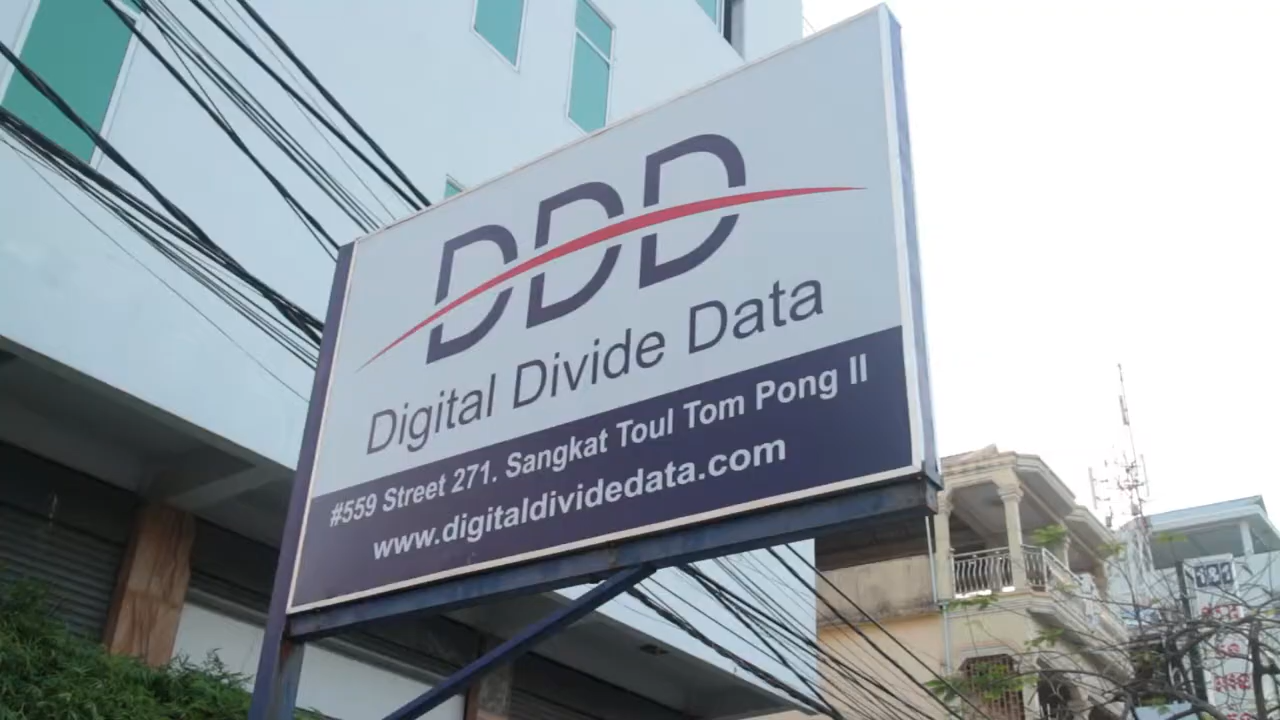 DDD
Digital Divide Data
#559 Street 271. Sangkat Toul Tom Pong II
www.digitaldividedata.com